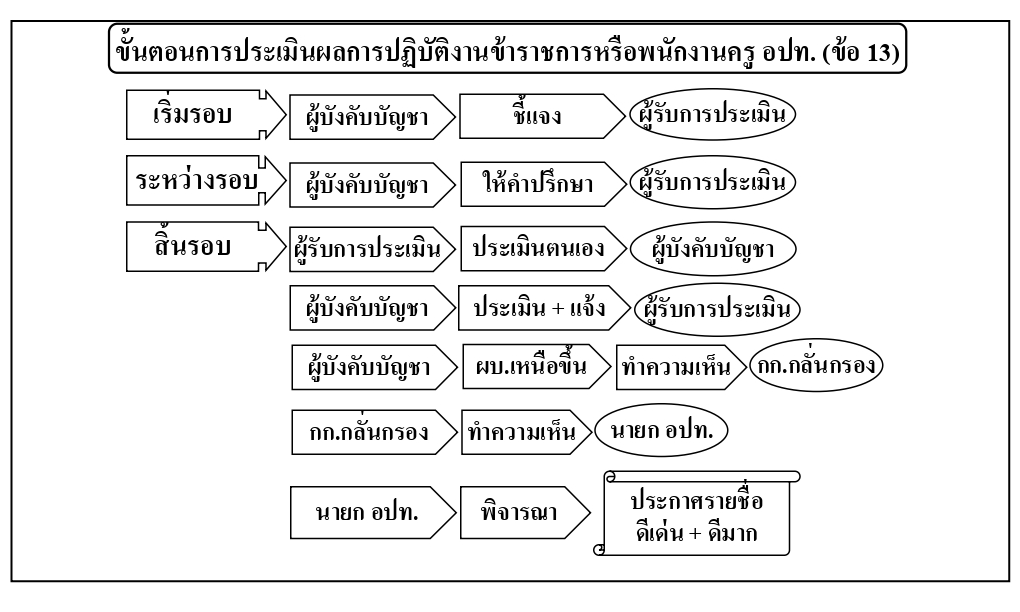 ขั้นตอนการประเมินผลการปฏิบัติงานข้าราชการหรือพนักงานครู อปท. (ข้อ 13)
เริ่มรอบ ผู้บังคับบัญชา ชี้แจง ผู้รับการประเมิน
ระหว่างรอบ ผู้บังคับบัญชา ให้คำปรึกษา ผู้รับการประเมิน
สิ้นรอบ ผู้รับการประเมิน ประเมินตนเอง ผู้บังคับบัญชา
ผู้บังคับบัญชา ประเมิน + แจ้ง ผู้รับการประเมิน
ผู้บังคับบัญชา ผบ.เหนือขึ้น ทำความเห็น กก.กลั่นกรอง
กก.กลั่นกรอง ทำความเห็น นายก อปท.
นายก อปท. พิจารณา ประกาศรายชื่อ
ดีเด่น + ดีมาก